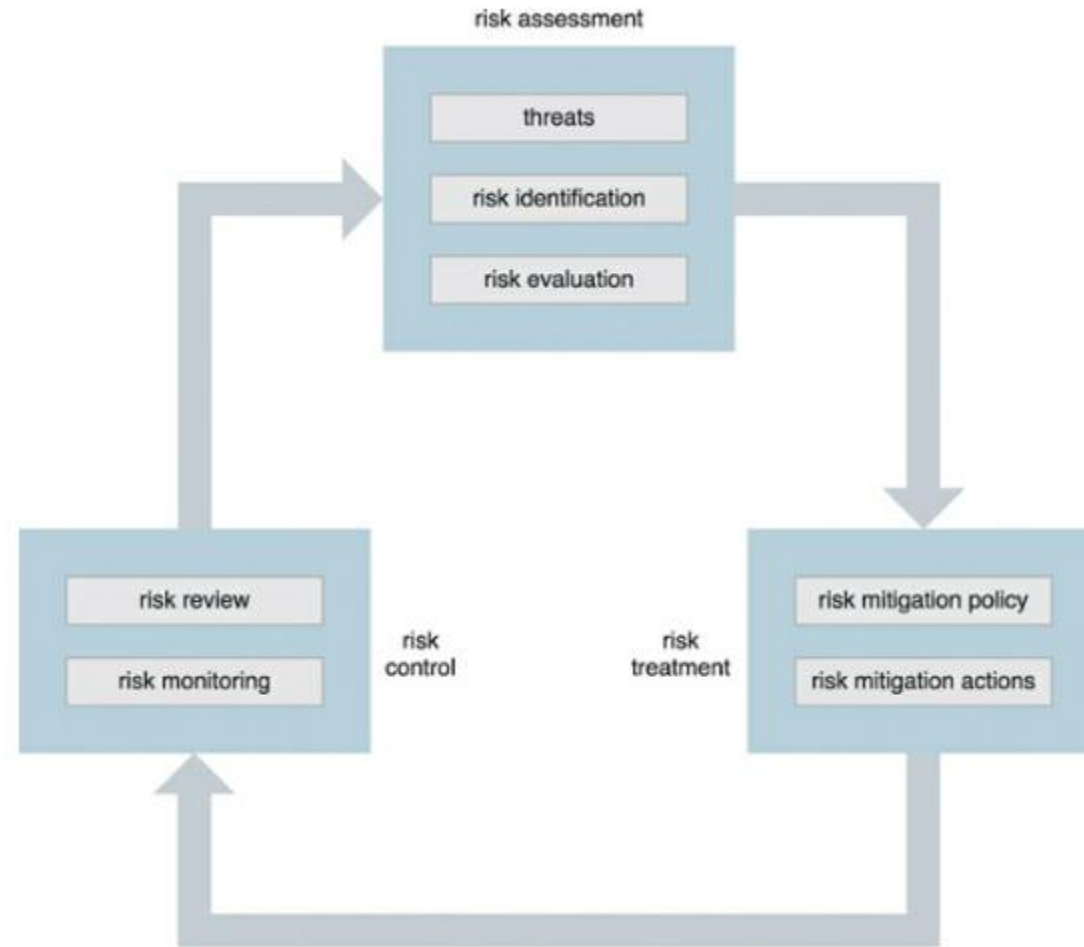 risk assessment
threats
risk identification
risk evaluation
risk review
risk monitoring
risk
control
risk
treatment
risk mitigation policy
risk mitigation actions